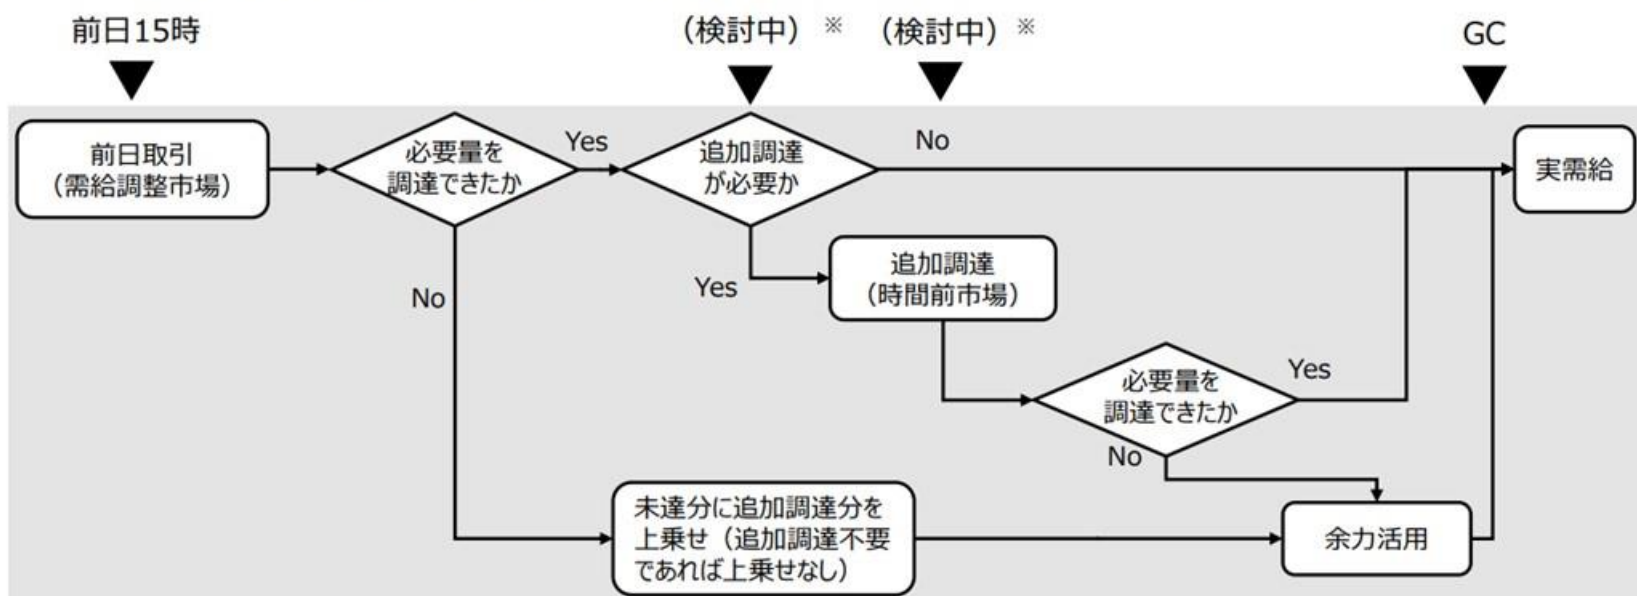 前日15時
（検討中）※
（検討中）※
GC
前日取引
（需給調整市場）
必要量を
調達できたか
Yes
追加調達
が必要か
No
実需給
No
Yes
追加調達
（時間前市場）
必要量を
調達できたか
Yes
No
未達分に追加調達分を
上乗せ（追加調達不要
であれば上乗せなし）
余力活用